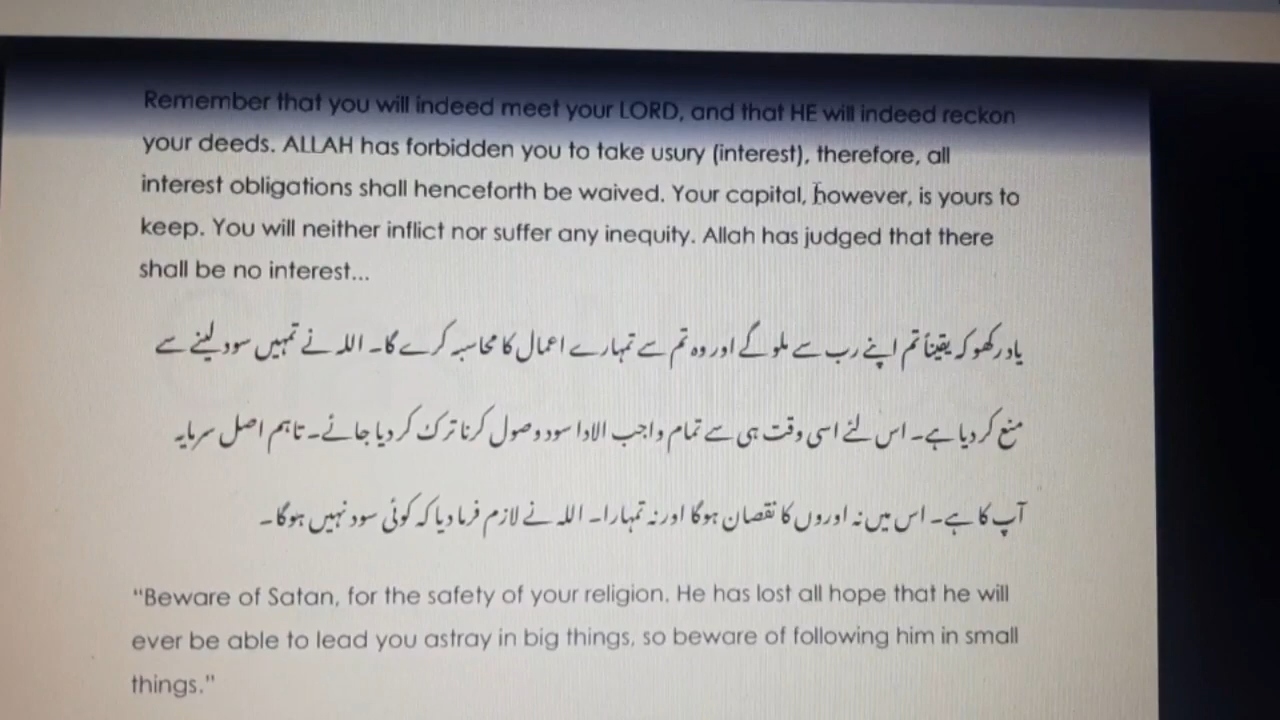 Remember that you will indeed meet your LORD, and that HE will indeed reckon
your deeds. ALLAH has forbidden you to take usury (interest), therefore, all
interest obligations shall henceforth be waived. Your capital, however, is yours to
keep. You will neither inflict nor suffer any inequity. Allah has judged that there
shall be no interest...
یاد رکھو کہ یقیناً تم اپنے رب سے ملو گے اور وہ تم سے تمہارے اعمال کا محاسبہ کرے گا۔ اللہ نے تمہیں سود لینے سے
منع کر دیا ہے۔ اس لئے اسی وقت ہی سے تمام واجب الادا سود وصول کرنا ترک کر دیا جانے۔ تاہم اصل سرمایہ
آپ کا ہے۔ اس میں نہ اوروں کا نقصان ہوگا اور نہ تمہارا۔ اللہ نے لازم فرما دیا کہ کوئی سود نہیں ہوگا۔
"Beware of Satan, for the safety of your religion. He has lost all hope that he will
ever be able to lead you astray in big things, so beware of following him in small
things."